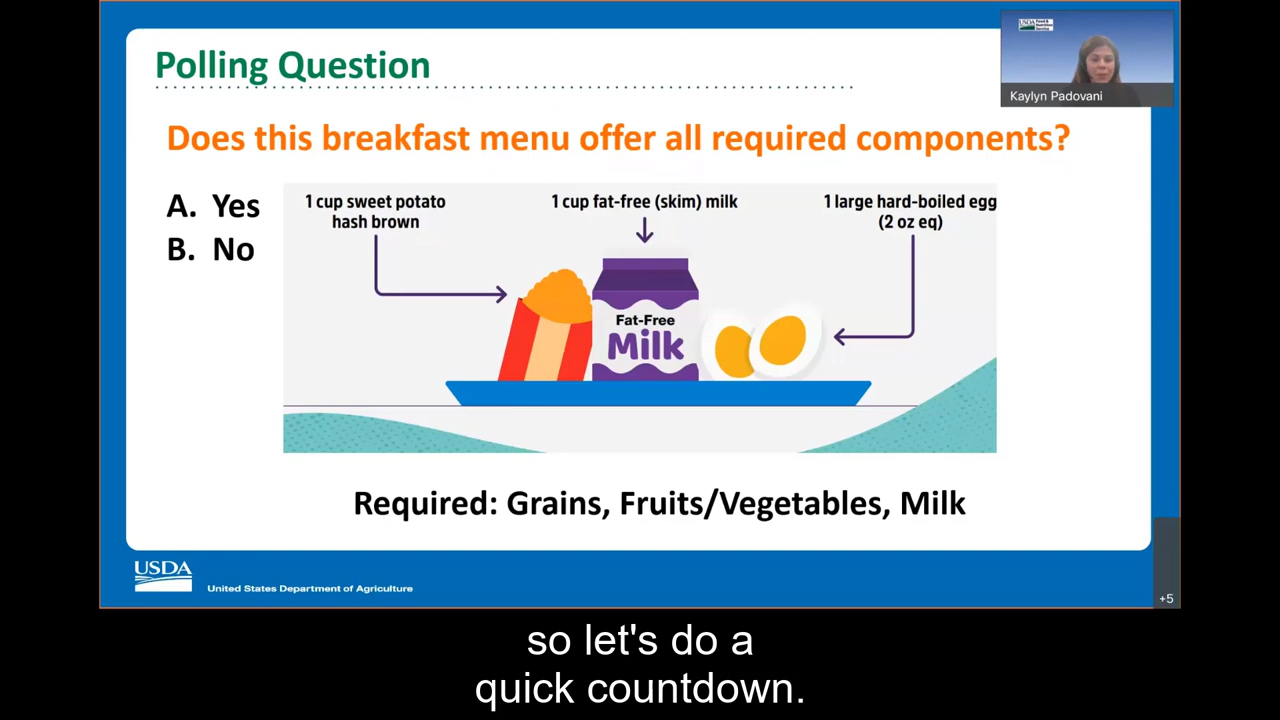 Polling Question
Kaylyn Padovani
Does this breakfast menu offer all required components?
A. Yes
B. No
1 cup sweet potato
hash brown
1 cup fat-free (skim) milk
1 large hard-boiled egg
(2 oz eq)
Fat-Free
Milk
Required: Grains, Fruits/Vegetables, Milk
USDA
United States Department of Agriculture
+5
so let's do a
quick countdown.